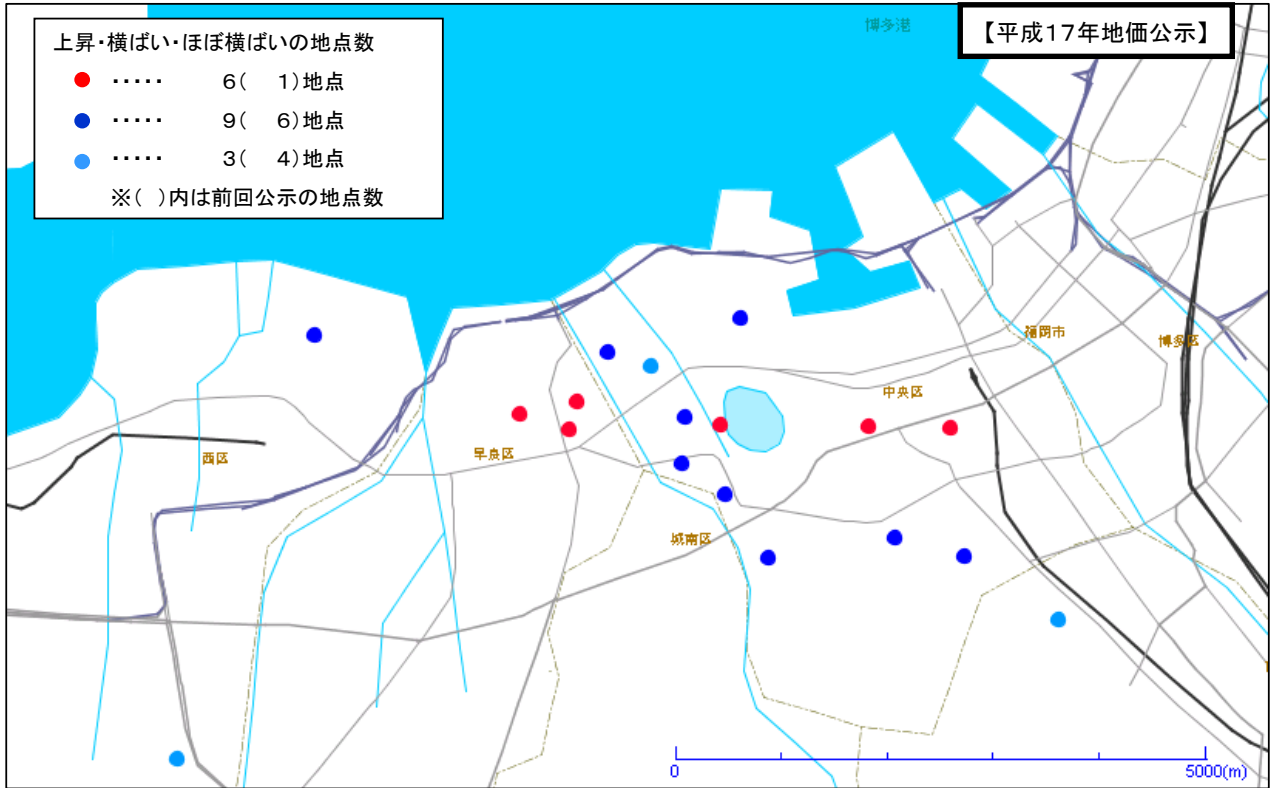 博多港
【平成17年地価公示】
上昇・横ばい・ほぼ横ばいの地点数
・・・・・ 6( 1)地点
・・・・・ 9( 6)地点
・・・・・ 3( 4)地点
※( )内は前回公示の地点数
福岡市
博多区
中央区
西区
早良区
城南区
0
5000(m)